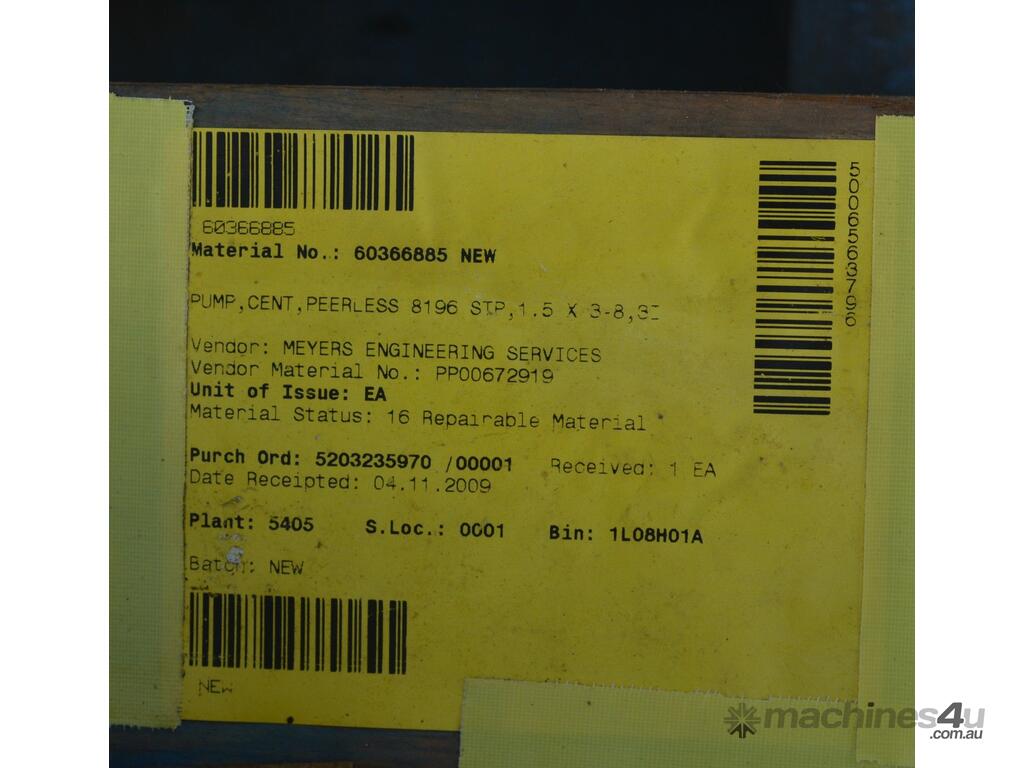 60366885
Material No.: 60366885 NEW
PUMP,CENT,PEERLESS 8196 STP,1.5 X 3-8,SI
Vendor: MEYERS ENGINEERING SERVICES
Vendor Material No.: PP00672919
Unit of Issue: EA
Material Status: 16 Repairable Material
Purch Ord: 5203235970 /00001 Received: 1 EA
Date Receipted: 04.11.2009
Plant: 5405 S.Loc.: 0001 Bin: 1L08H01A
Batch: NEW
NEW
5006563796
machines4u
.com.au